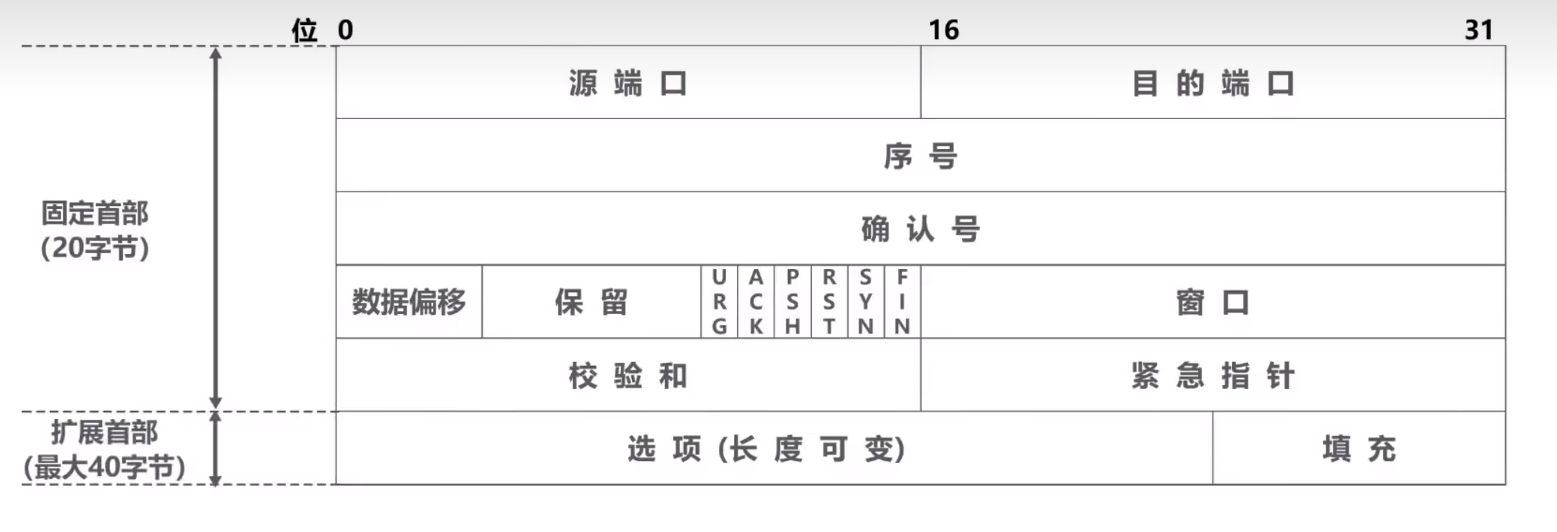 位 0 16 31
源端口 目的端口
序号
确认号
固定首部
(20字节)
数据偏移 保留 URG ACK PSH RST SYN FIN 窗口
校验和 紧急指针
扩展首部
(最大40字节)
选项(长度可变) 填充